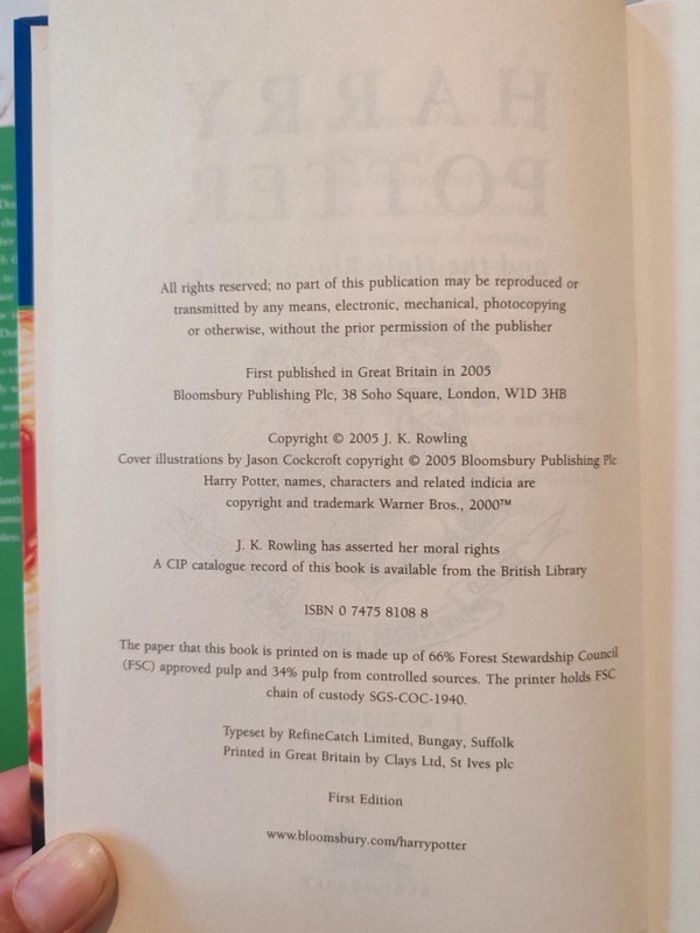 HARRY
POTTER
All rights reserved; no part of this publication may be reproduced or
transmitted by any means, electronic, mechanical, photocopying
or otherwise, without the prior permission of the publisher
First published in Great Britain in 2005
Bloomsbury Publishing Plc, 38 Soho Square, London, W1D 3HB
Copyright © 2005 J. K. Rowling
Cover illustrations by Jason Cockcroft copyright © 2005 Bloomsbury Publishing Plc
Harry Potter, names, characters and related indicia are
copyright and trademark Warner Bros., 2000™
J. K. Rowling has asserted her moral rights
A CIP catalogue record of this book is available from the British Library
ISBN 0 7475 8108 8
The paper that this book is printed on is made up of 66% Forest Stewardship Council
(FSC) approved pulp and 34% pulp from controlled sources. The printer holds FSC
chain of custody SGS-COC-1940.
Typeset by RefineCatch Limited, Bungay, Suffolk
Printed in Great Britain by Clays Ltd, St Ives plc
First Edition
www.bloomsbury.com/harrypotter